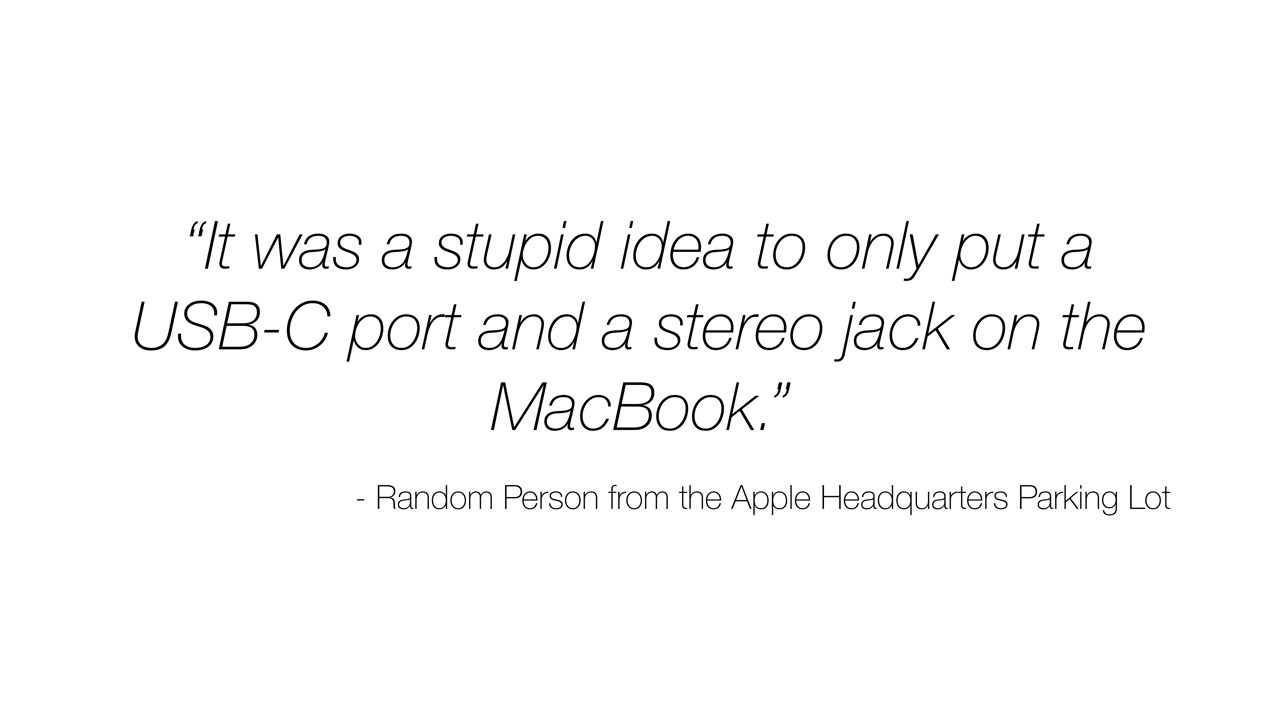 “It was a stupid idea to only put a
USB-C port and a stereo jack on the
MacBook.”
- Random Person from the Apple Headquarters Parking Lot